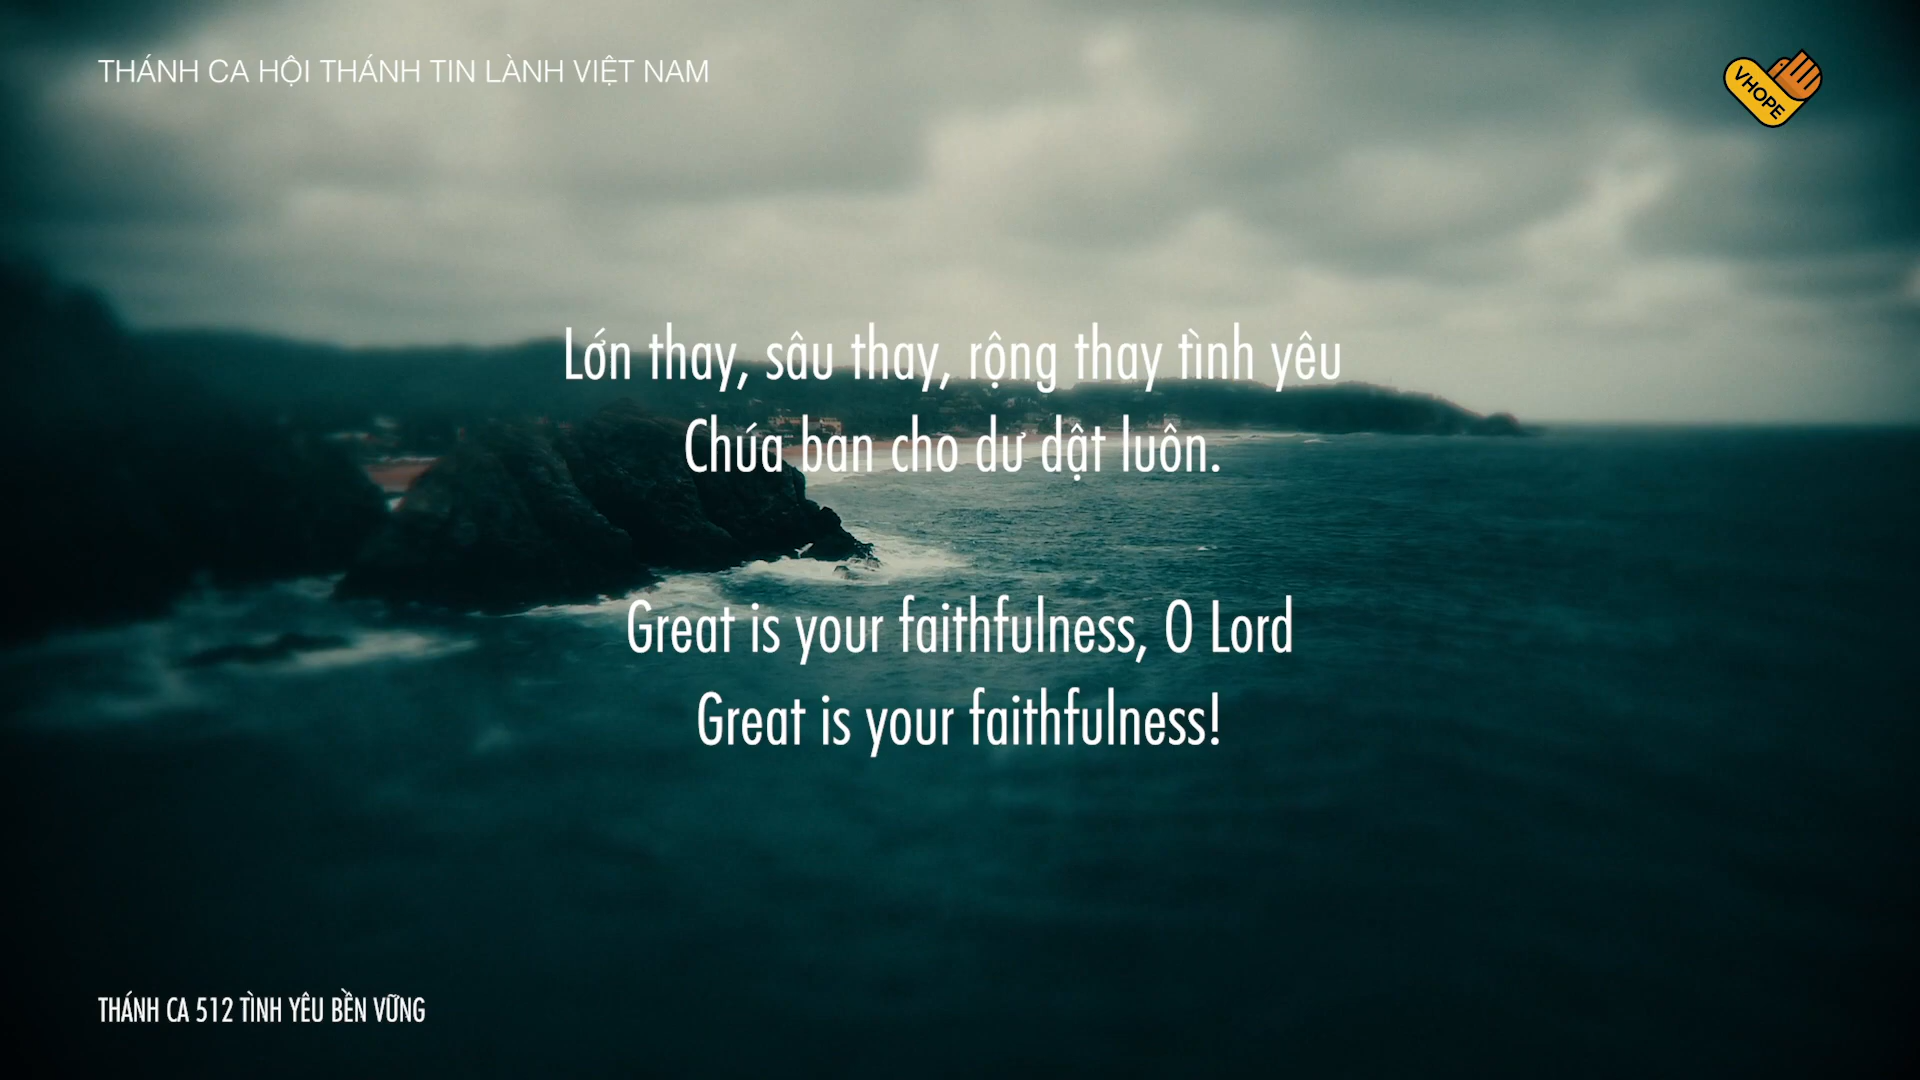 THÁNH CA HỘI THÁNH TIN LÀNH VIỆT NAM
VHOPE
Lớn thay, sâu thay, rộng thay tình yêu
Chúa ban cho dư dật luôn.
Great is your faithfulness, O Lord
Great is your faithfulness!
THÁNH CA 512 TÌNH YÊU BỀN VỮNG